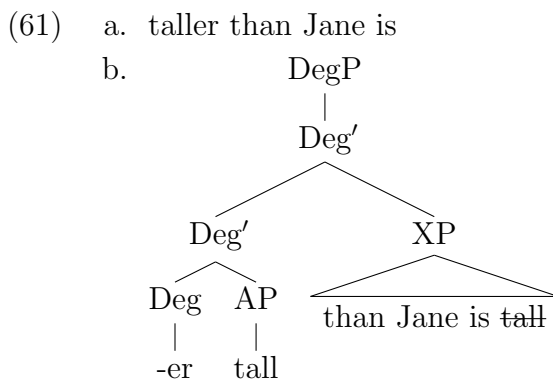 (61) a. taller than Jane is
b. DegP
Deg′
Deg′ XP
Deg AP
than Jane is tall
-er tall